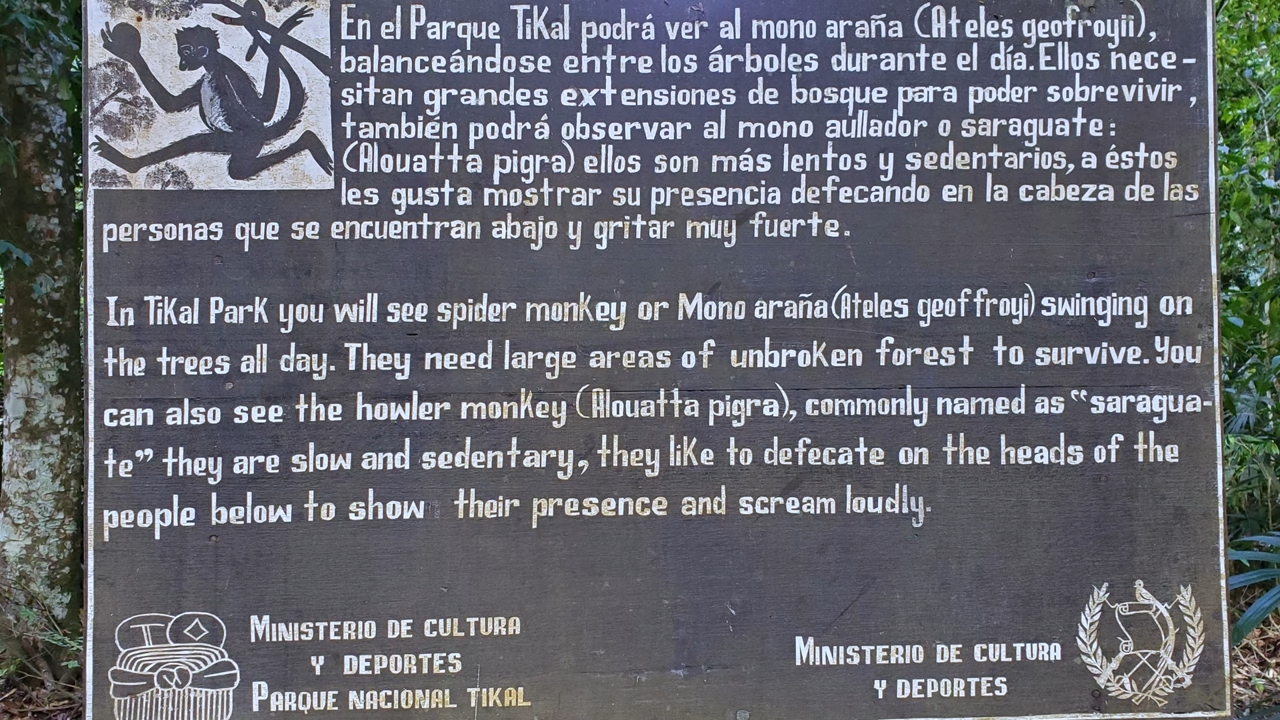 En el Parque Tikal podrá ver al mono araña (Ateles geofroyii),
balanceándose entre los árboles durante el día. Ellos nece-
sitan grandes extensiones de bosque para poder sobrevivir,
también podrá observar al mono aullador o saraguate:
(Alouatta pigra) ellos son más lentos y sedentarios, a éstos
les gusta mostrar su presencia defecando en la cabeza de las
personas que se encuentran abajo y gritar muy fuerte.
In Tikal Park you will see spider monkey or Mono araña (Ateles geoffroyi) swinging on
the trees all day. They need large areas of unbroken forest to survive. You
can also see the howler monkey (Alouatta pigra), commonly named as “saragua-
te” they are slow and sedentary, they like to defecate on the heads of the
people below to show their presence and scream loudly.
MINISTERIO DE CULTURA
Y DEPORTES
PARQUE NACIONAL TIKAL
MINISTERIO DE CULTURA
Y DEPORTES